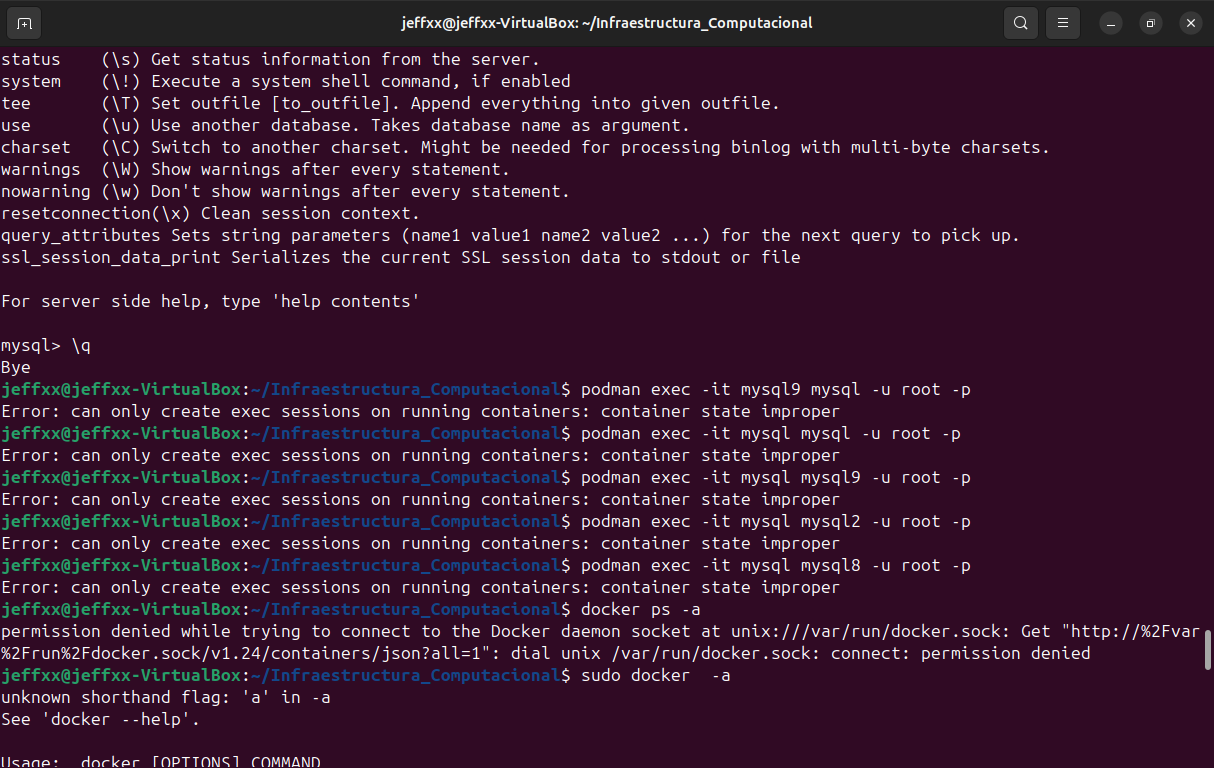 jeffxx@jeffxx-VirtualBox: ~/Infraestructura_Computacional
status    (\s) Get status information from the server.
system    (\!) Execute a system shell command, if enabled
tee       (\T) Set outfile [to_outfile]. Append everything into given outfile.
use       (\u) Use another database. Takes database name as argument.
charset   (\C) Switch to another charset. Might be needed for processing binlog with multi-byte charsets.
warnings  (\W) Show warnings after every statement.
nowarning (\w) Don't show warnings after every statement.
resetconnection(\x) Clean session context.
query_attributes Sets string parameters (name1 value1 name2 value2 ...) for the next query to pick up.
ssl_session_data_print Serializes the current SSL session data to stdout or file
For server side help, type 'help contents'
mysql> \q
Bye
jeffxx@jeffxx-VirtualBox:~/Infraestructura_Computacional$ podman exec -it mysql9 mysql -u root -p
Error: can only create exec sessions on running containers: container state improper
jeffxx@jeffxx-VirtualBox:~/Infraestructura_Computacional$ podman exec -it mysql mysql -u root -p
Error: can only create exec sessions on running containers: container state improper
jeffxx@jeffxx-VirtualBox:~/Infraestructura_Computacional$ podman exec -it mysql mysql9 -u root -p
Error: can only create exec sessions on running containers: container state improper
jeffxx@jeffxx-VirtualBox:~/Infraestructura_Computacional$ podman exec -it mysql mysql2 -u root -p
Error: can only create exec sessions on running containers: container state improper
jeffxx@jeffxx-VirtualBox:~/Infraestructura_Computacional$ podman exec -it mysql mysql8 -u root -p
Error: can only create exec sessions on running containers: container state improper
jeffxx@jeffxx-VirtualBox:~/Infraestructura_Computacional$ docker ps -a
permission denied while trying to connect to the Docker daemon socket at unix:///var/run/docker.sock: Get "http://%2Fvar
%2Frun%2Fdocker.sock/v1.24/containers/json?all=1": dial unix /var/run/docker.sock: connect: permission denied
jeffxx@jeffxx-VirtualBox:~/Infraestructura_Computacional$ sudo docker  -a
unknown shorthand flag: 'a' in -a
See 'docker --help'.
Usage:  docker [OPTIONS] COMMAND